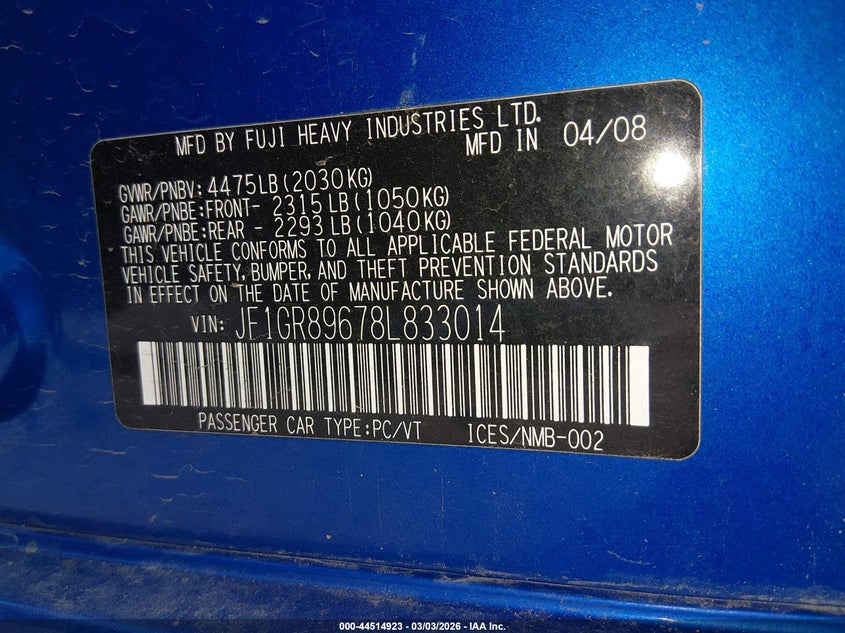 MFD BY FUJI HEAVY INDUSTRIES LTD.
MFD IN 04/08
GVWR/PNBV: 4475LB (2030KG)
GAWR/PNBE:FRONT- 2315LB (1050KG)
GAWR/PNBE:REAR - 2293LB (1040KG)
THIS VEHICLE CONFORMS TO ALL APPLICABLE FEDERAL MOTOR
VEHICLE SAFETY, BUMPER, AND THEFT PREVENTION STANDARDS
IN EFFECT ON THE DATE OF MANUFACTURE SHOWN ABOVE.
VIN: JF1GR89678L833014
PASSENGER CAR TYPE:PC/VT ICES/NMB-002
000-44514923 - 03/03/2026 - IAA Inc.